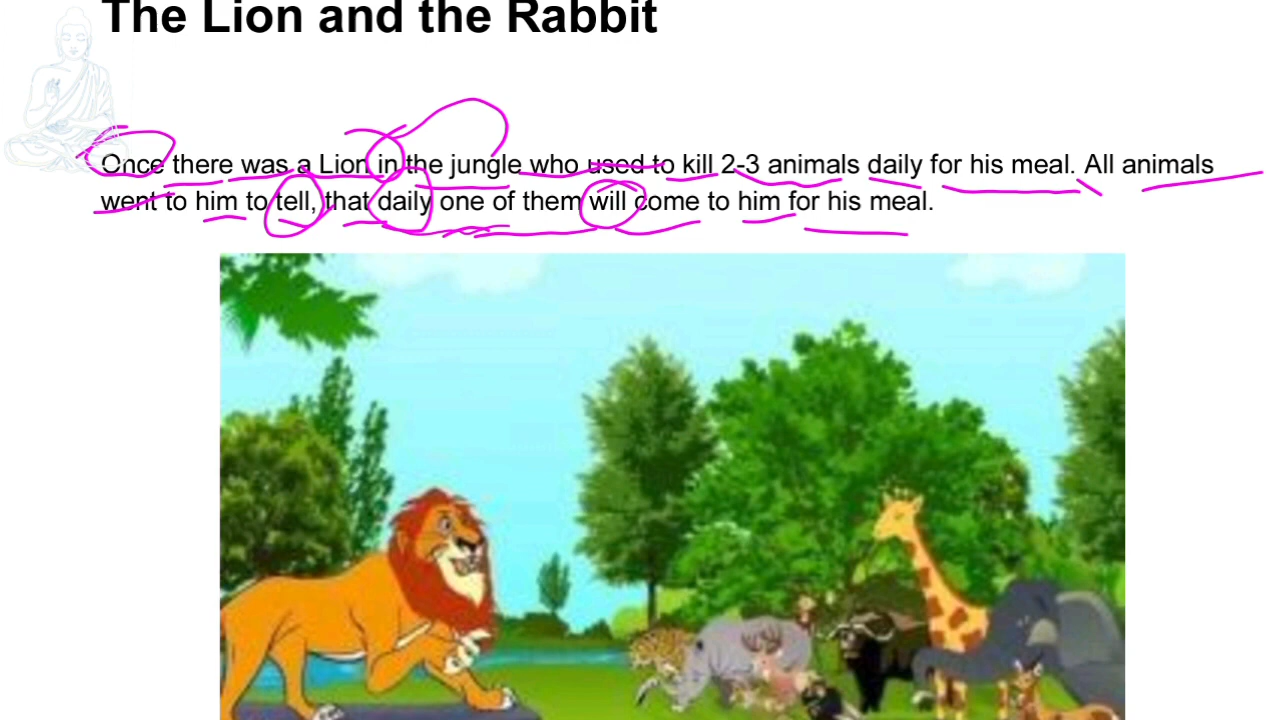 The Lion and the Rabbit
Once there was a Lion in the jungle who used to kill 2-3 animals daily for his meal. All animals
went to him to tell, that daily one of them will come to him for his meal.